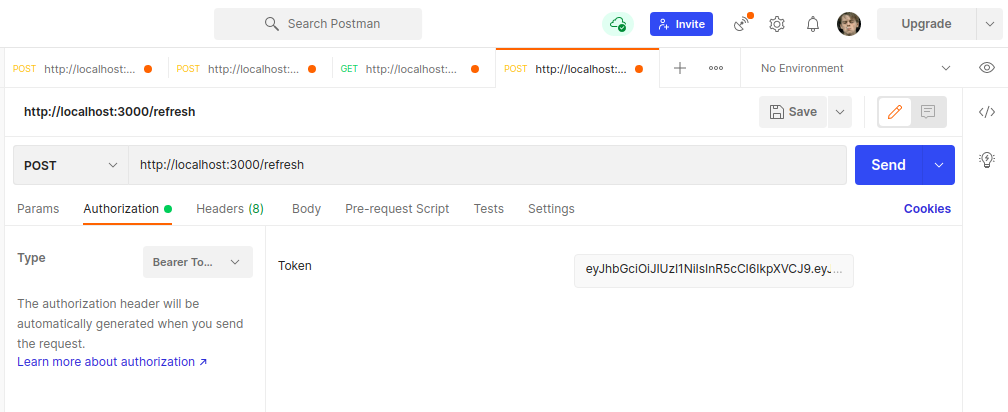 Search Postman
Invite
Upgrade
POST http://localhost:...
POST http://localhost:...
GET http://localhost:...
POST http://localhost:...
No Environment
http://localhost:3000/refresh
Save
POST
http://localhost:3000/refresh
Send
Params
Authorization
Headers (8)
Body
Pre-request Script
Tests
Settings
Cookies
Type
Bearer To...
The authorization header will be
automatically generated when you send
the request.
Learn more about authorization ↗
Token
eyJhbGciOiJIUzI1NiIsInR5cCI6IkpXVCJ9.eyJ...